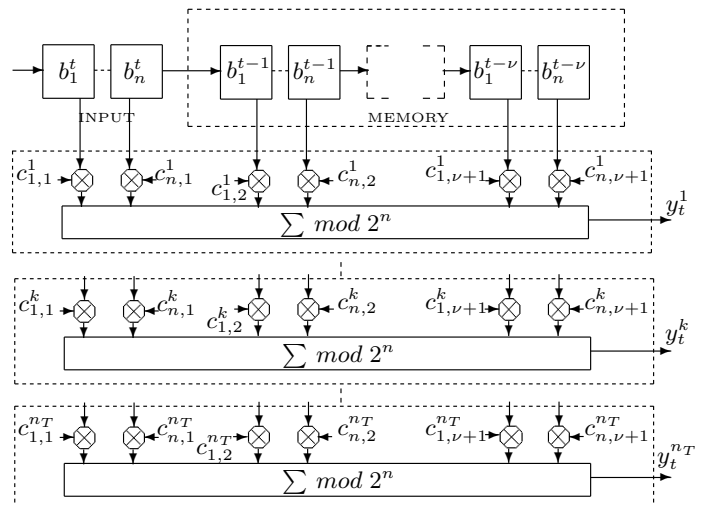 b_1^t b_n^t b_1^{t-1} b_n^{t-1} b_1^{t-ν} b_n^{t-ν}
INPUT MEMORY
c_{1,1}^1 c_{n,1}^1 c_{1,2}^1 c_{n,2}^1 c_{1,ν+1}^1 c_{n,ν+1}^1
∑ mod 2^n y_t^1
c_{1,1}^k c_{n,1}^k c_{1,2}^k c_{n,2}^k c_{1,ν+1}^k c_{n,ν+1}^k
∑ mod 2^n y_t^k
c_{1,1}^{n_T} c_{n,1}^{n_T} c_{1,2}^{n_T} c_{n,2}^{n_T} c_{1,ν+1}^{n_T} c_{n,ν+1}^{n_T}
∑ mod 2^n y_t^{n_T}